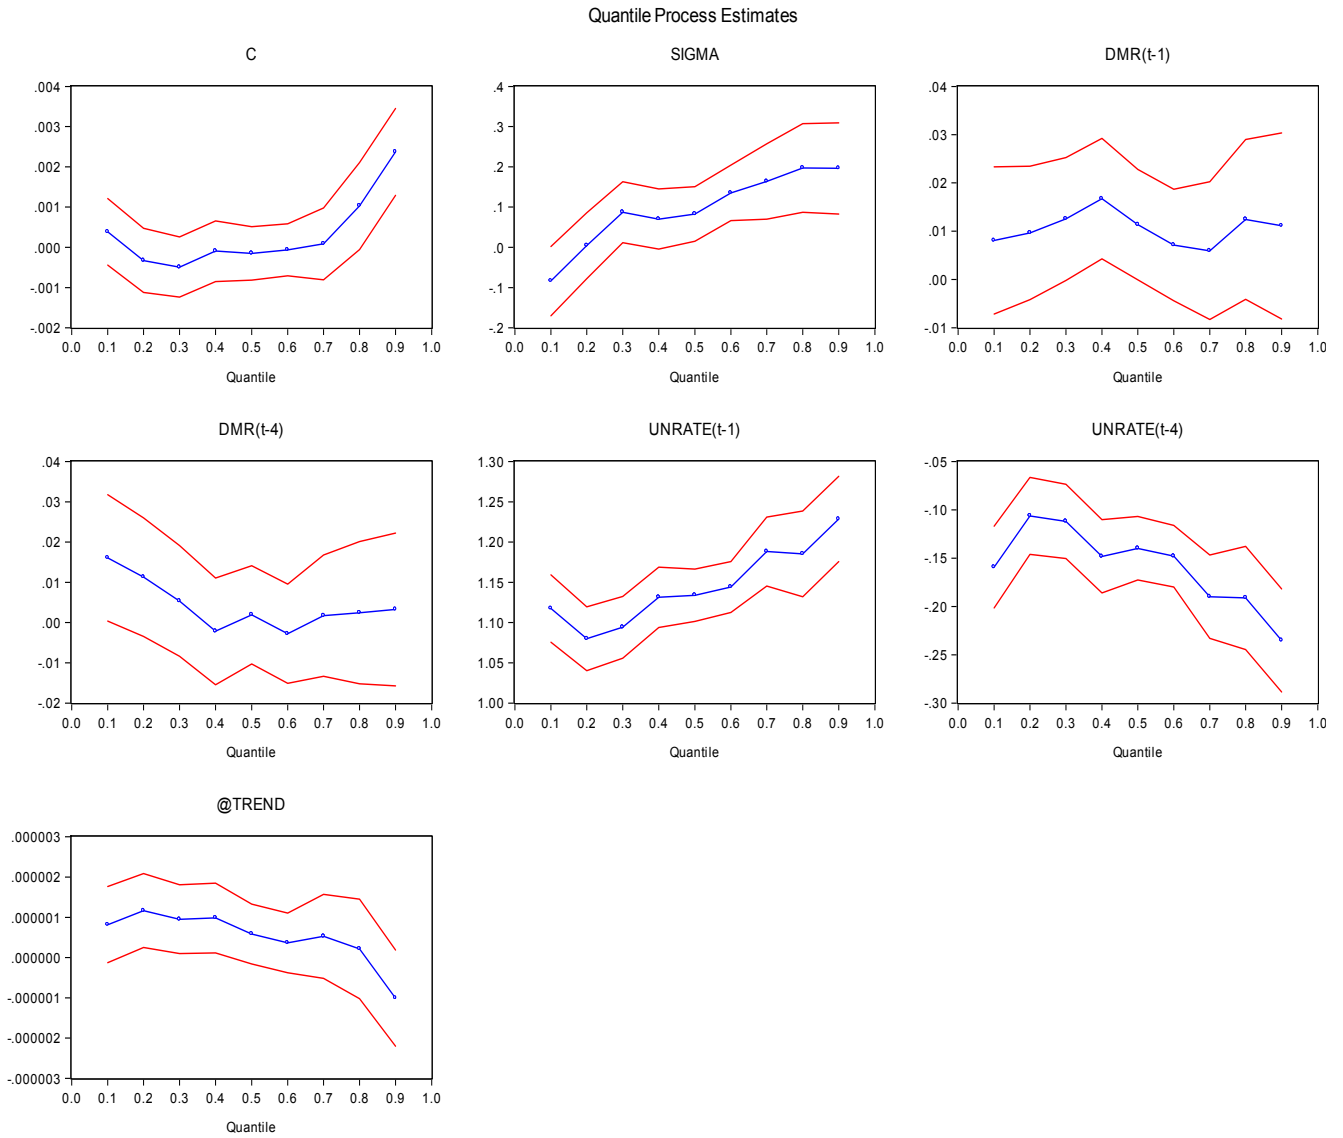 Quantile Process Estimates
C
.004
.003
.002
.001
.000
-.001
-.002
0.0 0.1 0.2 0.3 0.4 0.5 0.6 0.7 0.8 0.9 1.0
Quantile
SIGMA
.4
.3
.2
.1
.0
-.1
-.2
0.0 0.1 0.2 0.3 0.4 0.5 0.6 0.7 0.8 0.9 1.0
Quantile
DMR(t-1)
.04
.03
.02
.01
.00
-.01
0.0 0.1 0.2 0.3 0.4 0.5 0.6 0.7 0.8 0.9 1.0
Quantile
DMR(t-4)
.04
.03
.02
.01
.00
-.01
-.02
0.0 0.1 0.2 0.3 0.4 0.5 0.6 0.7 0.8 0.9 1.0
Quantile
UNRATE(t-1)
1.30
1.25
1.20
1.15
1.10
1.05
1.00
0.0 0.1 0.2 0.3 0.4 0.5 0.6 0.7 0.8 0.9 1.0
Quantile
UNRATE(t-4)
-.05
-.10
-.15
-.20
-.25
-.30
0.0 0.1 0.2 0.3 0.4 0.5 0.6 0.7 0.8 0.9 1.0
Quantile
@TREND
.000003
.000002
.000001
.000000
-.000001
-.000002
-.000003
0.0 0.1 0.2 0.3 0.4 0.5 0.6 0.7 0.8 0.9 1.0
Quantile